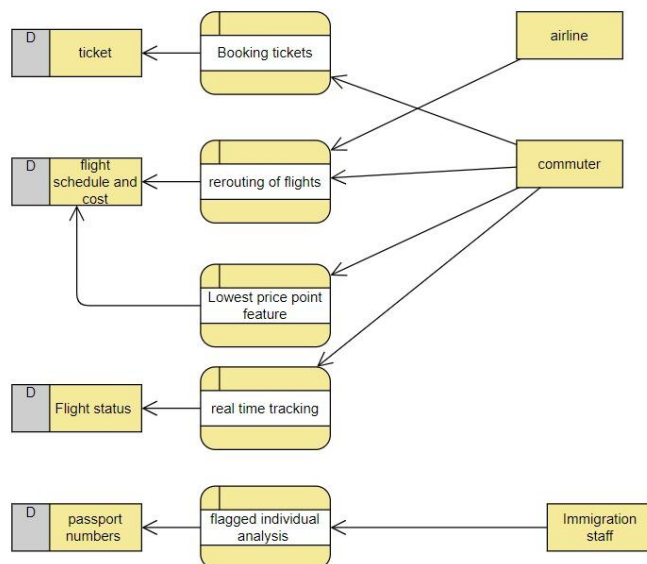 D
ticket
Booking tickets
airline
D
flight
schedule and
cost
rerouting of flights
commuter
Lowest price point
feature
D
Flight status
real time tracking
D
passport
numbers
flagged individual
analysis
Immigration
staff